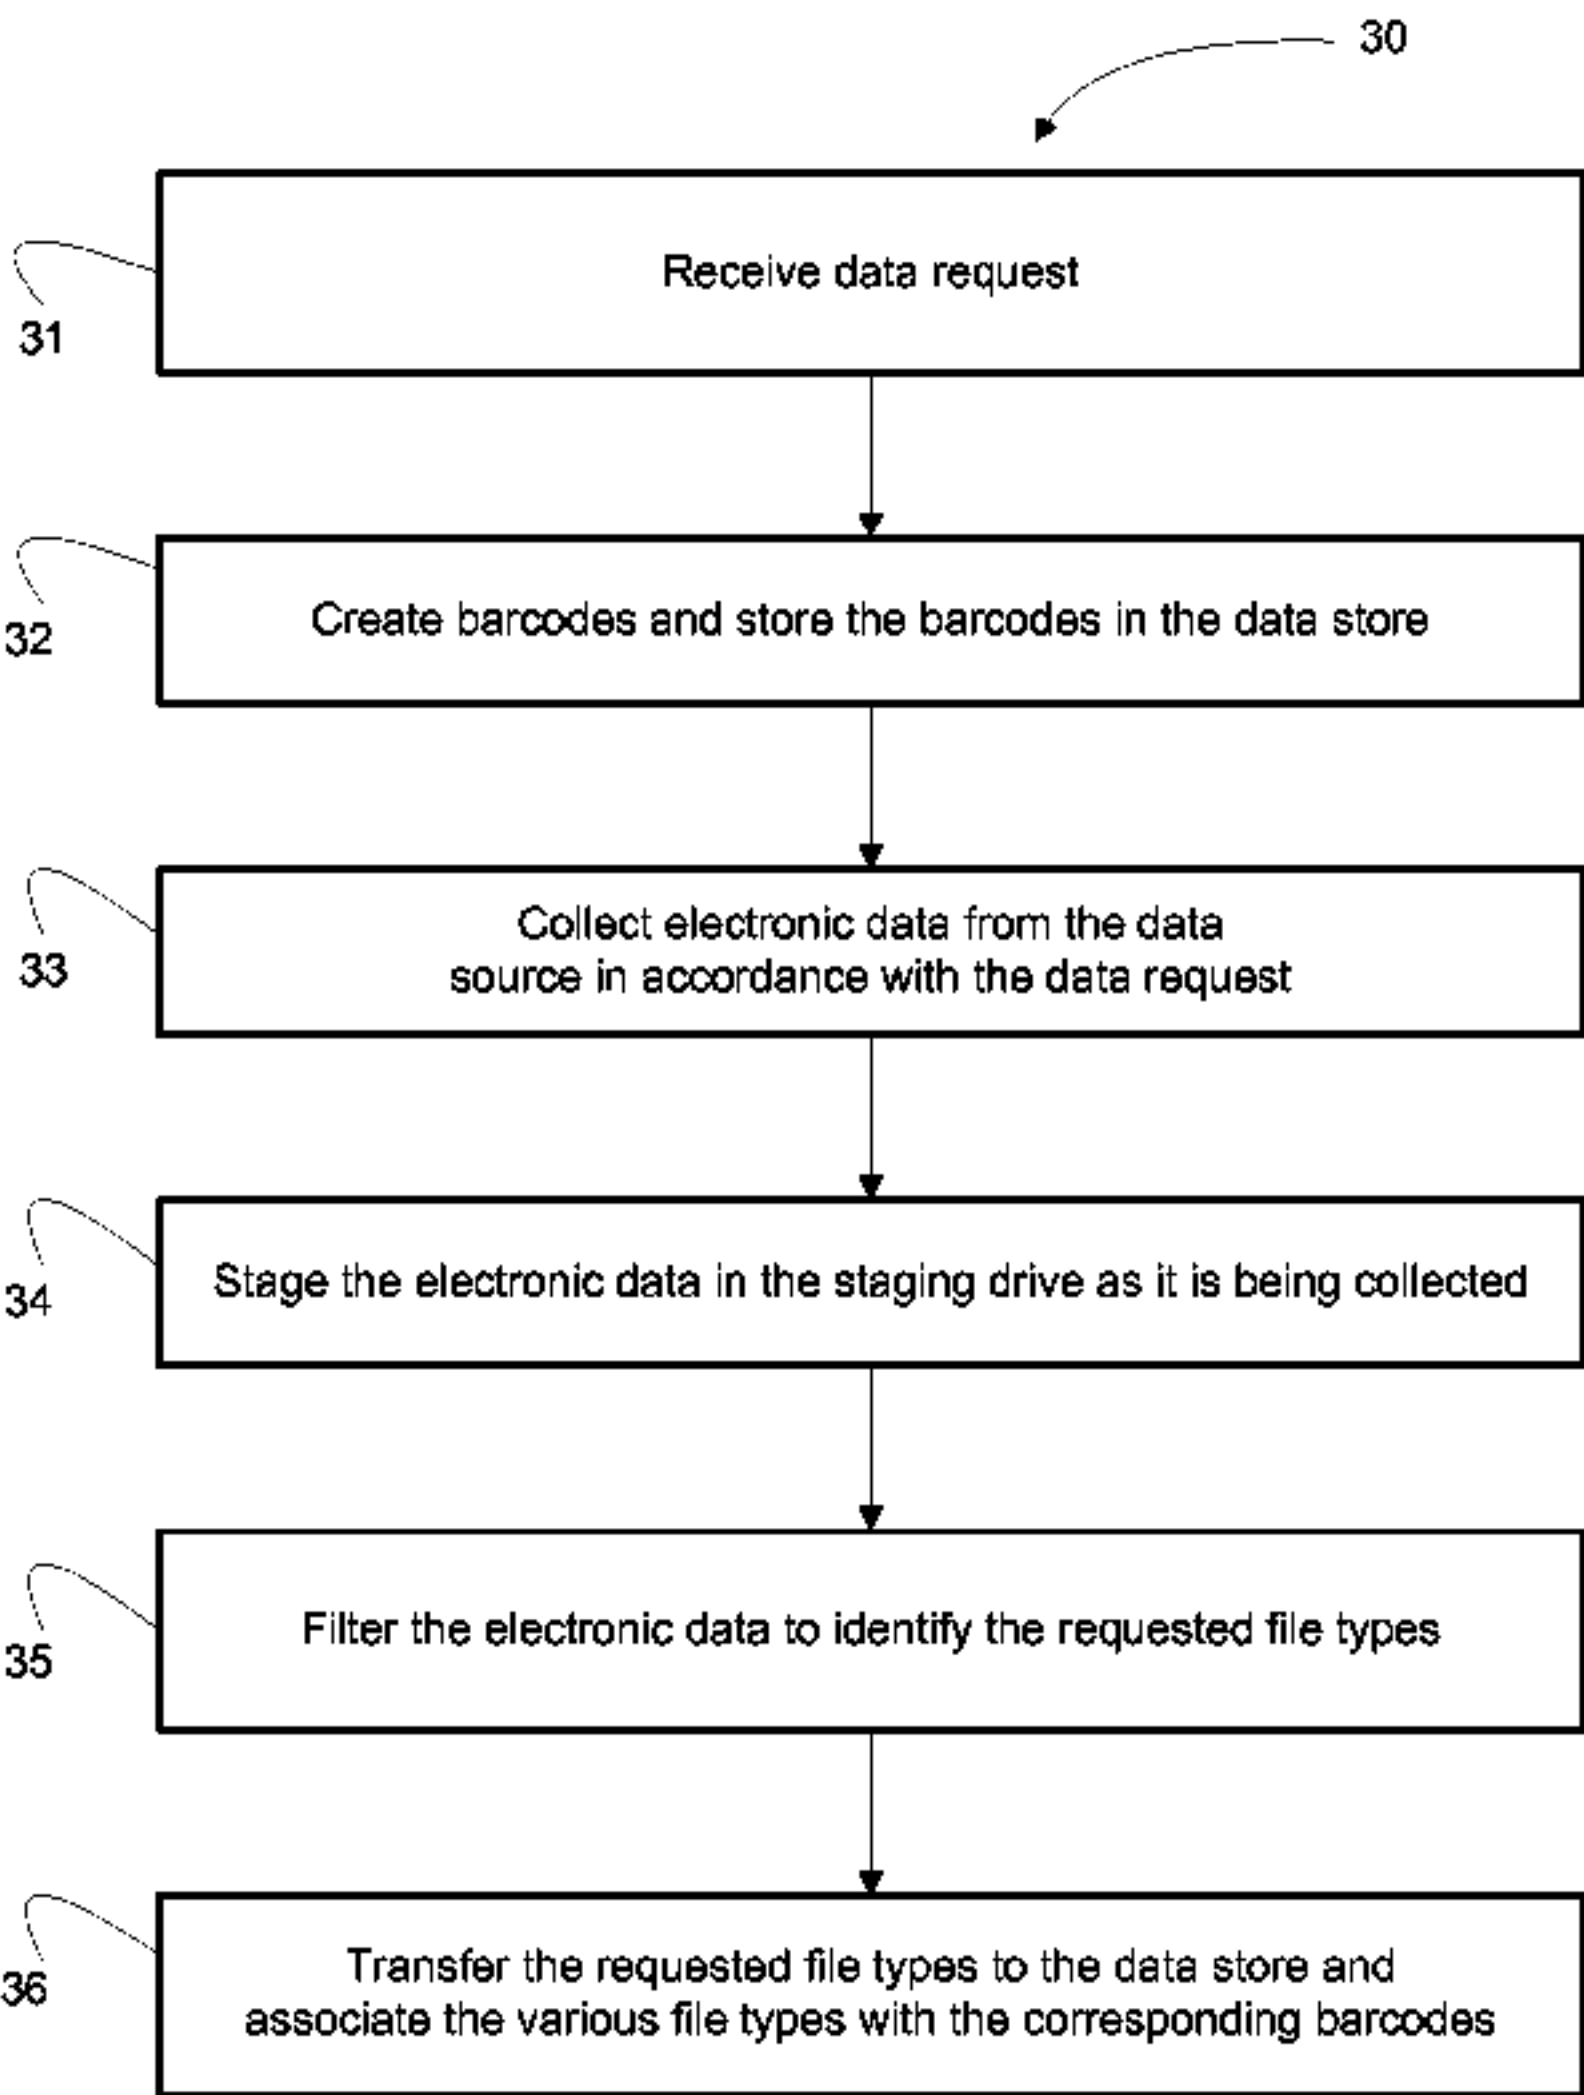 30
Receive data request
31
Create barcodes and store the barcodes in the data store
32
Collect electronic data from the data
source in accordance with the data request
33
Stage the electronic data in the staging drive as it is being collected
34
Filter the electronic data to identify the requested file types
35
Transfer the requested file types to the data store and
associate the various file types with the corresponding barcodes
36